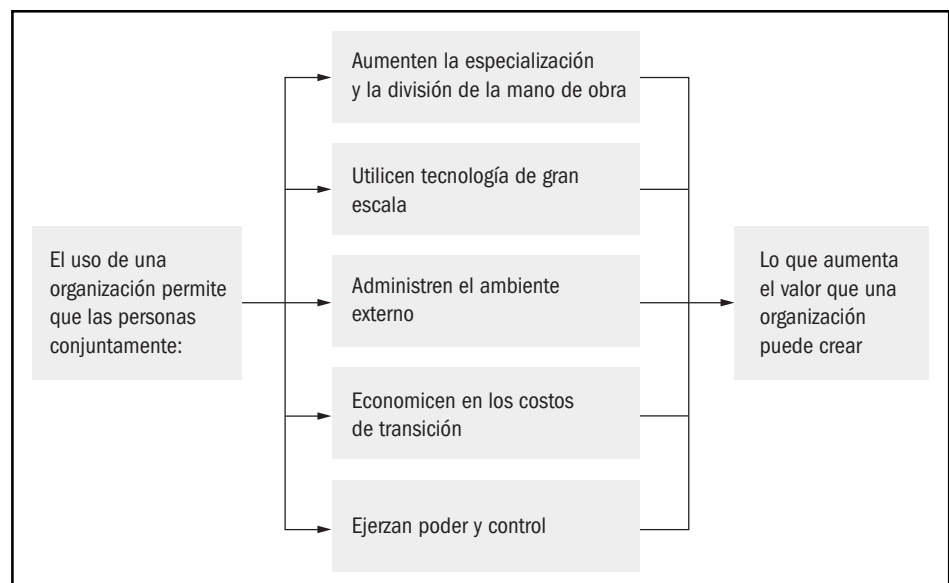 El uso de una
organización permite
que las personas
conjuntamente:
Aumenten la especialización
y la división de la mano de obra
Utilicen tecnología de gran
escala
Administren el ambiente
externo
Economicen en los costos
de transición
Ejerzan poder y control
Lo que aumenta
el valor que una
organización
puede crear